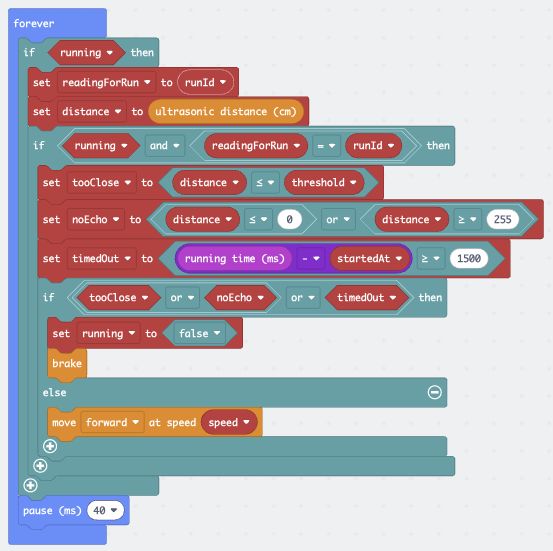 forever
if running then
set readingForRun to runId
set distance to ultrasonic distance (cm)
if running and readingForRun = runId then
set tooClose to distance ≤ threshold
set noEcho to distance ≤ 0 or distance ≥ 255
set timedOut to running time (ms) - startedAt ≥ 1500
if tooClose or noEcho or timedOut then
set running to false
brake
else
move forward at speed speed
pause (ms) 40